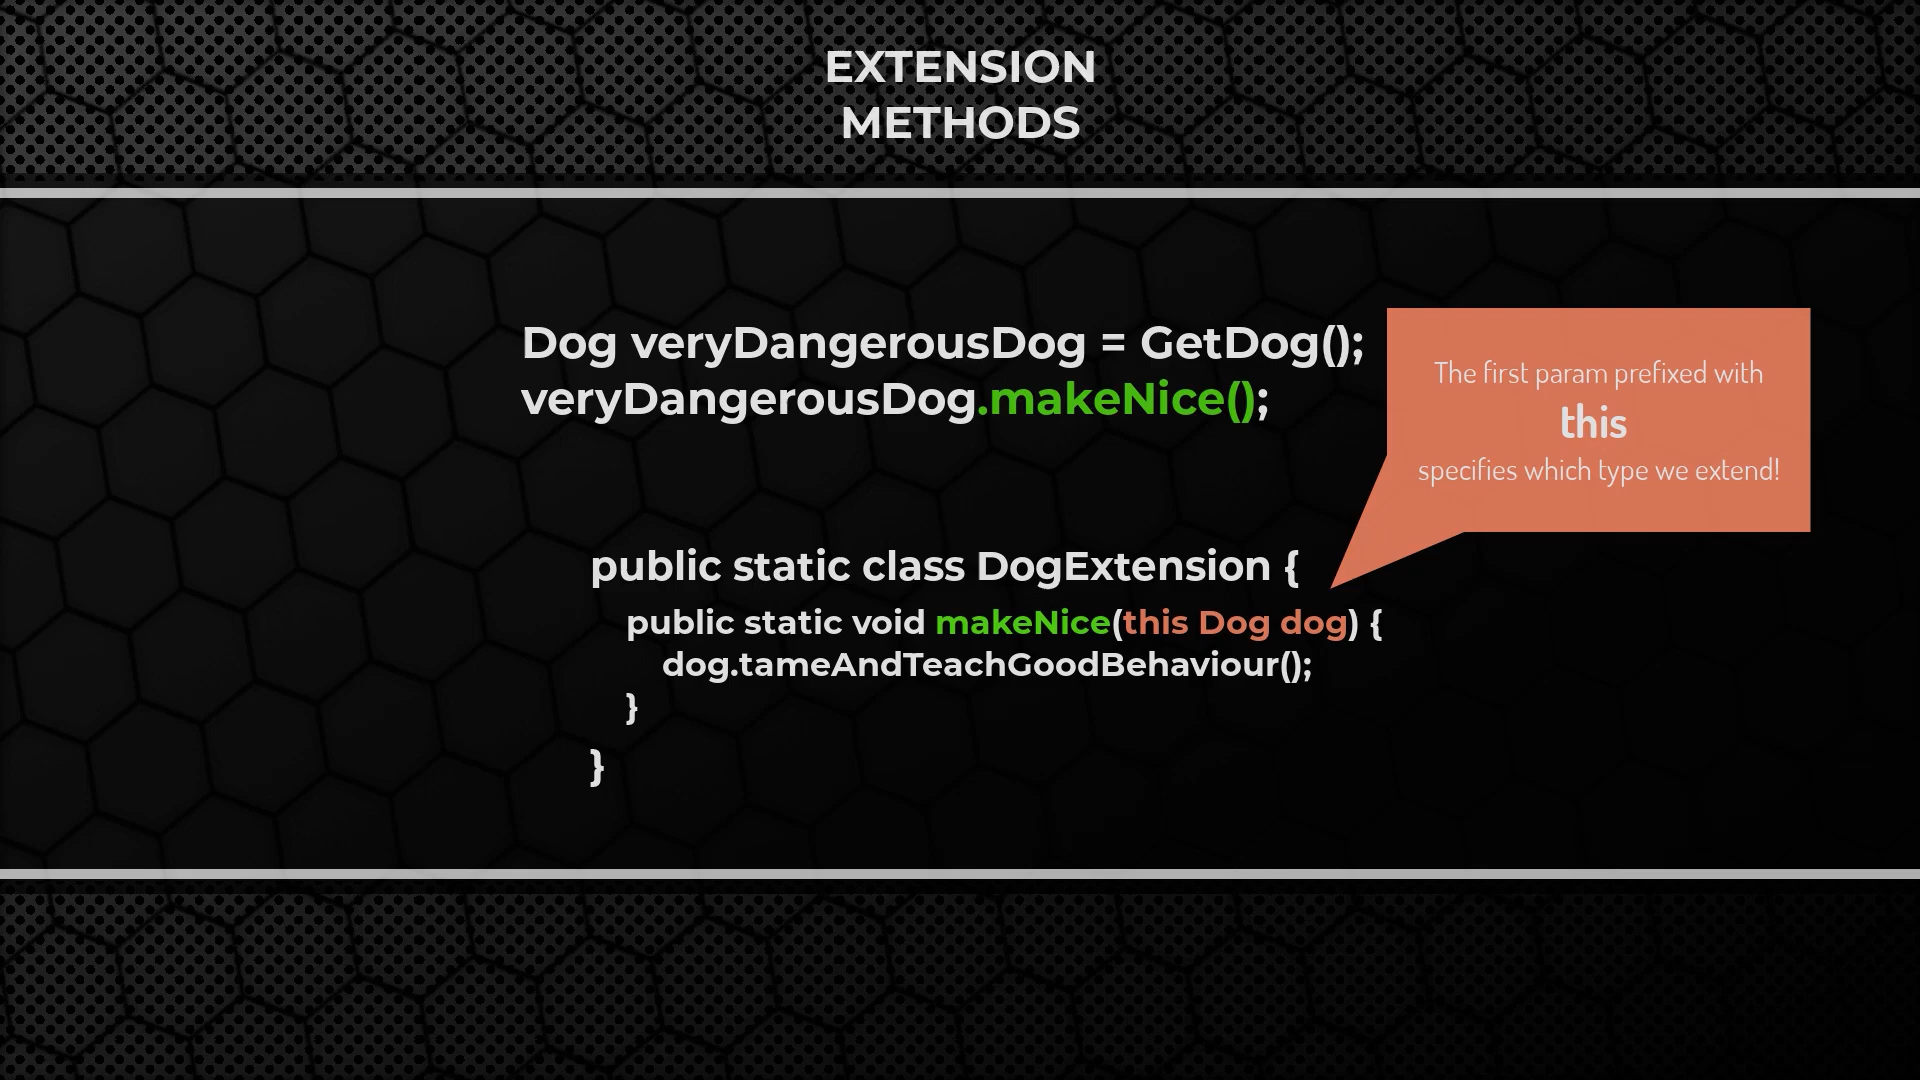 EXTENSION
METHODS
Dog veryDangerousDog = GetDog();
veryDangerousDog.makeNice();
The first param prefixed with
this
specifies which type we extend!
public static class DogExtension {
public static void makeNice(this Dog dog) {
dog.tameAndTeachGoodBehaviour();
}
}